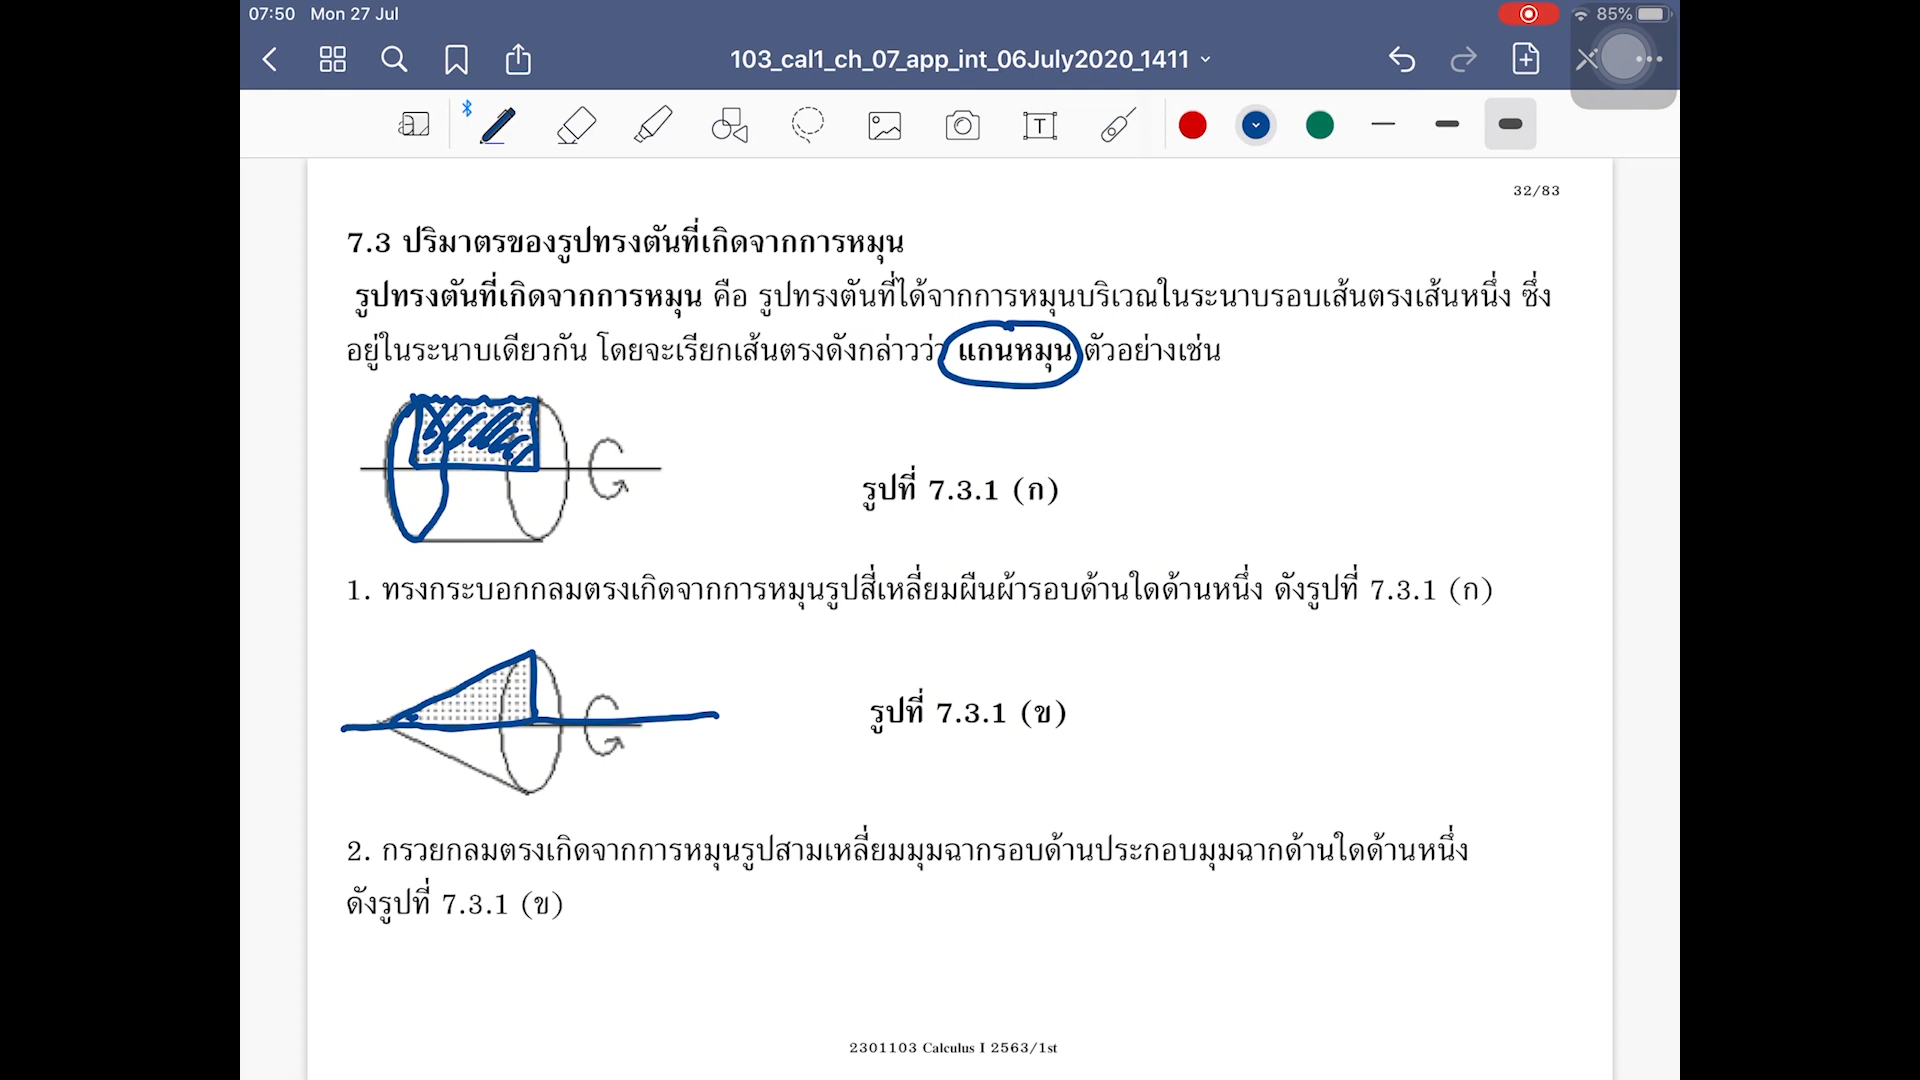 07:50 Mon 27 Jul
85%
103_cal1_ch_07_app_int_06July2020_1411
32/83
7.3 ปริมาตรของรูปทรงตันที่เกิดจากการหมุน
รูปทรงตันที่เกิดจากการหมุน คือ รูปทรงตันที่ได้จากการหมุนบริเวณในระนาบรอบเส้นตรงเส้นหนึ่ง ซึ่ง
อยู่ในระนาบเดียวกัน โดยจะเรียกเส้นตรงดังกล่าวว่า แกนหมุน ตัวอย่างเช่น
รูปที่ 7.3.1 (ก)
1. ทรงกระบอกกลมตรงเกิดจากการหมุนรูปสี่เหลี่ยมผืนผ้ารอบด้านใดด้านหนึ่ง ดังรูปที่ 7.3.1 (ก)
รูปที่ 7.3.1 (ข)
2. กรวยกลมตรงเกิดจากการหมุนรูปสามเหลี่ยมมุมฉากรอบด้านประกอบมุมฉากด้านใดด้านหนึ่ง
ดังรูปที่ 7.3.1 (ข)
2301103 Calculus I 2563/1st